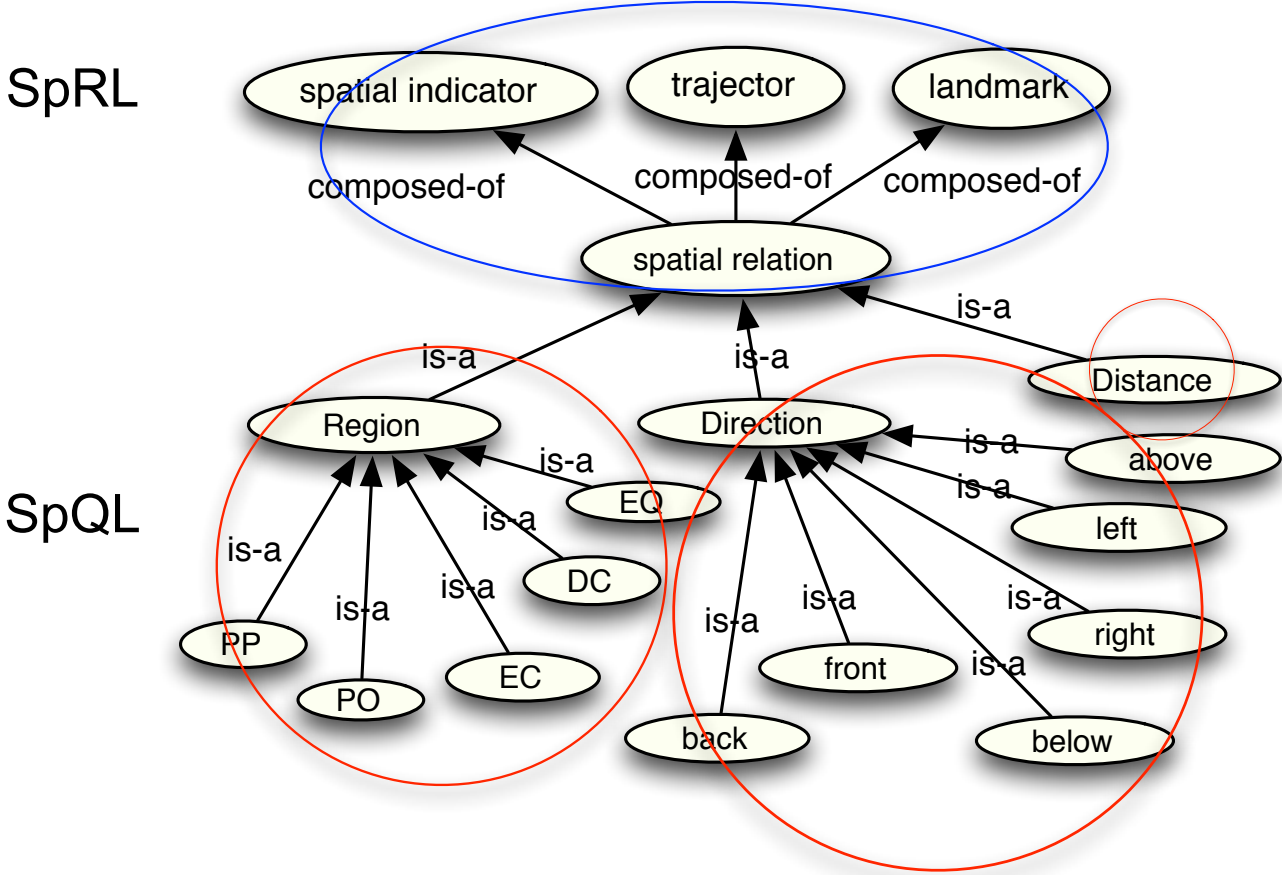 SpRL
spatial indicator
trajector
landmark
composed-of
composed-of
composed-of
spatial relation
is-a
is-a
is-a
Distance
Region
Direction
is-a
above
SpQL
is-a
EQ
is-a
left
is-a
is-a
DC
is-a
is-a
is-a
is-a
right
PP
is-a
is-a
front
EC
PO
back
below